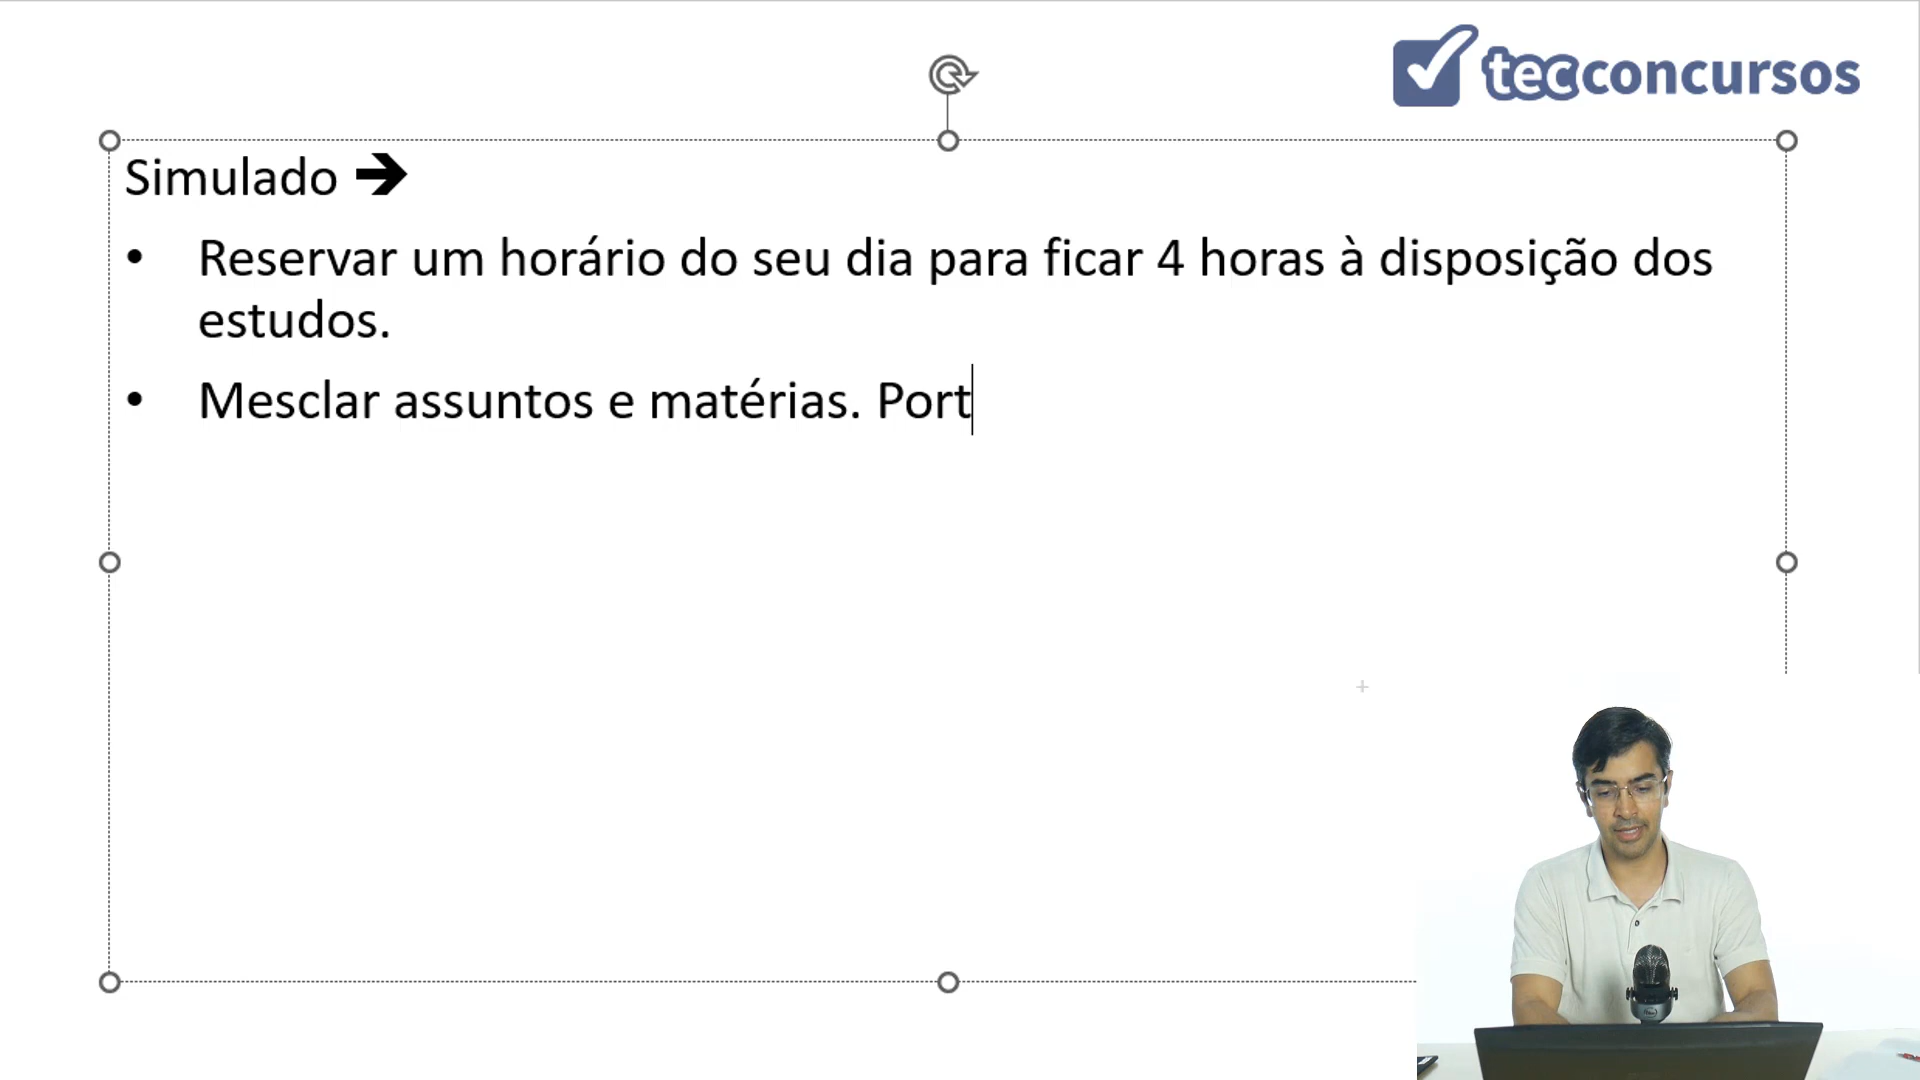 tecconcursos
Simulado ➔
• Reservar um horário do seu dia para ficar 4 horas à disposição dos
estudos.
• Mesclar assuntos e matérias. Port